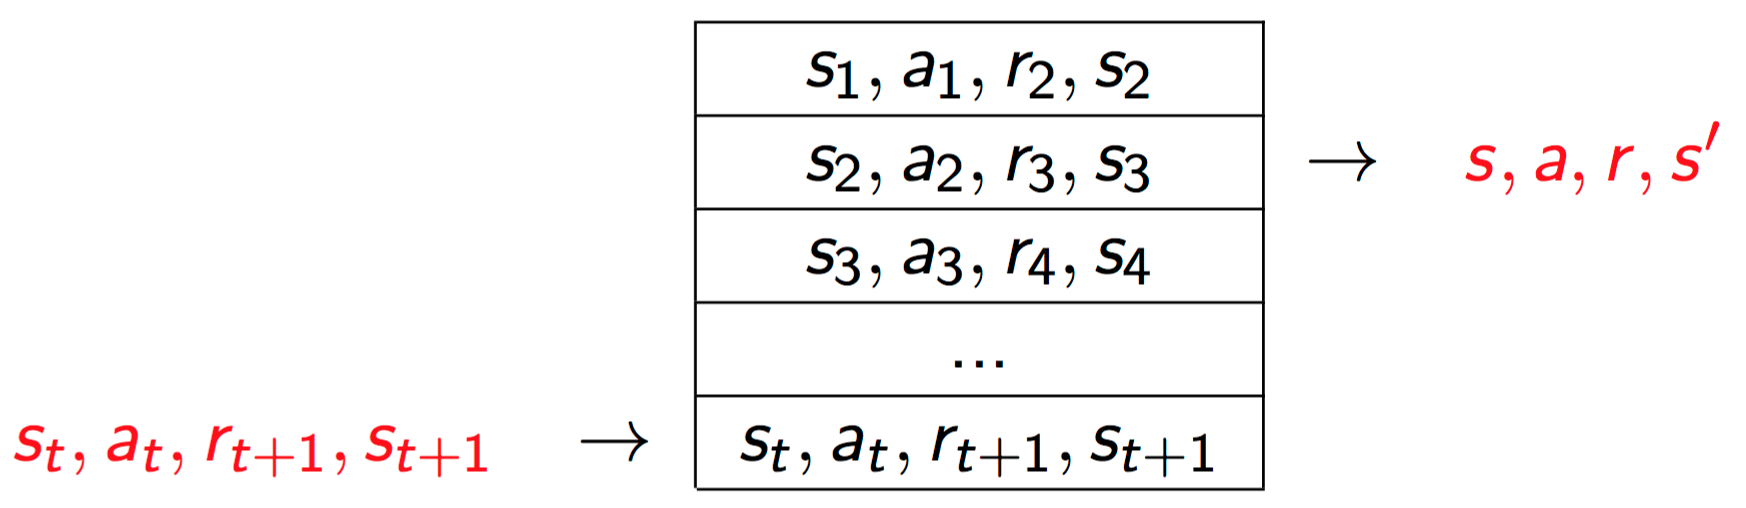 s₁, a₁, r₂, s₂
s₂, a₂, r₃, s₃ → s, a, r, s′
s₃, a₃, r₄, s₄
...
sₜ, aₜ, rₜ₊₁, sₜ₊₁ → sₜ, aₜ, rₜ₊₁, sₜ₊₁